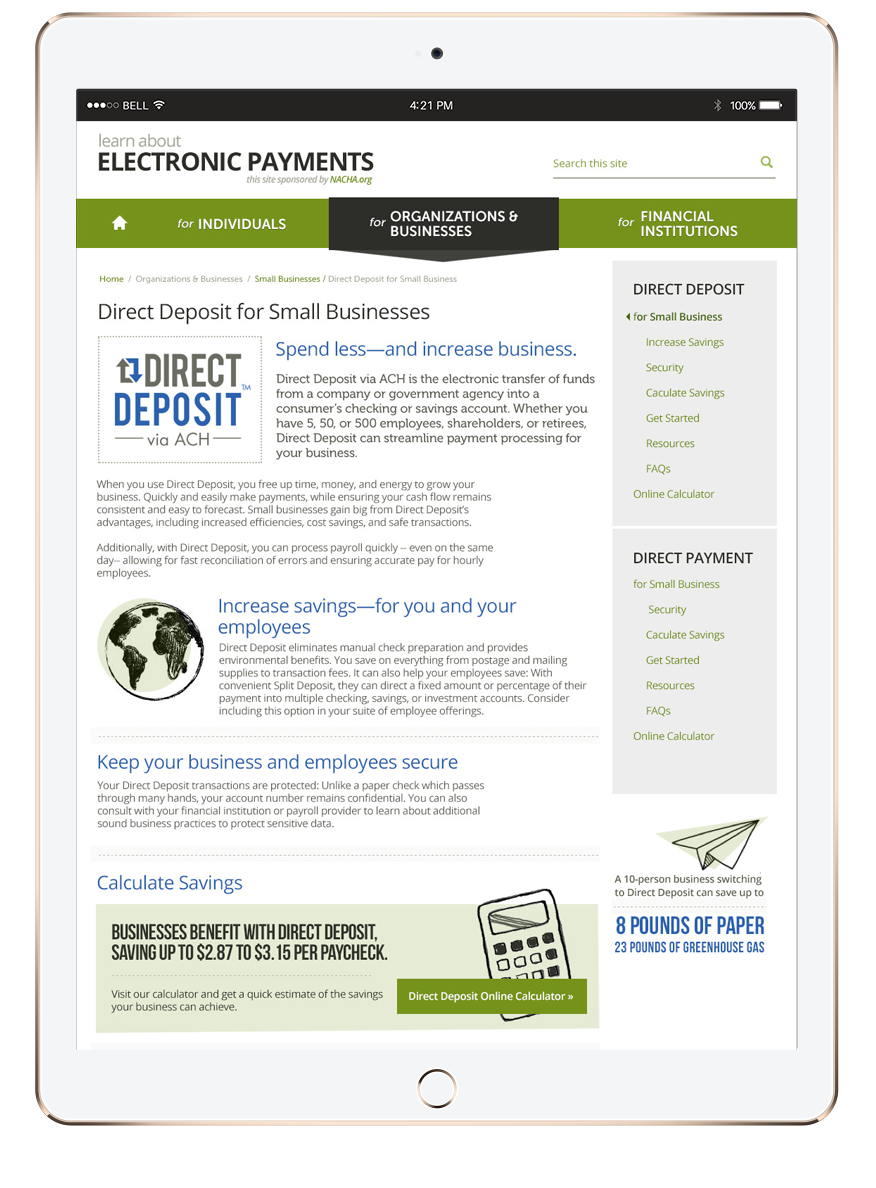 BELL
4:21 PM
100%
learn about
ELECTRONIC PAYMENTS
this site sponsored by NACHA.org
Search this site
for INDIVIDUALS
for ORGANIZATIONS &
BUSINESSES
for FINANCIAL
INSTITUTIONS
Home / Organizations & Businesses / Small Businesses / Direct Deposit for Small Business
Direct Deposit for Small Businesses
DIRECT
DEPOSIT™
via ACH
Spend less—and increase business.
Direct Deposit via ACH is the electronic transfer of funds
from a company or government agency into a
consumer's checking or savings account. Whether you
have 5, 50, or 500 employees, shareholders, or retirees,
Direct Deposit can streamline payment processing for
your business.
When you use Direct Deposit, you free up time, money, and energy to grow your
business. Quickly and easily make payments, while ensuring your cash flow remains
consistent and easy to forecast. Small businesses gain big from Direct Deposit's
advantages, including increased efficiencies, cost savings, and safe transactions.
Additionally, with Direct Deposit, you can process payroll quickly -- even on the same
day-- allowing for fast reconciliation of errors and ensuring accurate pay for hourly
employees.
Increase savings—for you and your
employees
Direct Deposit eliminates manual check preparation and provides
environmental benefits. You save on everything from postage and mailing
supplies to transaction fees. It can also help your employees save: With
convenient Split Deposit, they can direct a fixed amount or percentage of their
payment into multiple checking, savings, or investment accounts. Consider
including this option in your suite of employee offerings.
Keep your business and employees secure
Your Direct Deposit transactions are protected: Unlike a paper check which passes
through many hands, your account number remains confidential. You can also
consult with your financial institution or payroll provider to learn about additional
sound business practices to protect sensitive data.
Calculate Savings
BUSINESSES BENEFIT WITH DIRECT DEPOSIT,
SAVING UP TO $2.87 TO $3.15 PER PAYCHECK.
Visit our calculator and get a quick estimate of the savings
your business can achieve.
Direct Deposit Online Calculator »
DIRECT DEPOSIT
for Small Business
Increase Savings
Security
Caculate Savings
Get Started
Resources
FAQs
Online Calculator
DIRECT PAYMENT
for Small Business
Security
Caculate Savings
Get Started
Resources
FAQs
Online Calculator
A 10-person business switching
to Direct Deposit can save up to
8 POUNDS OF PAPER
23 POUNDS OF GREENHOUSE GAS